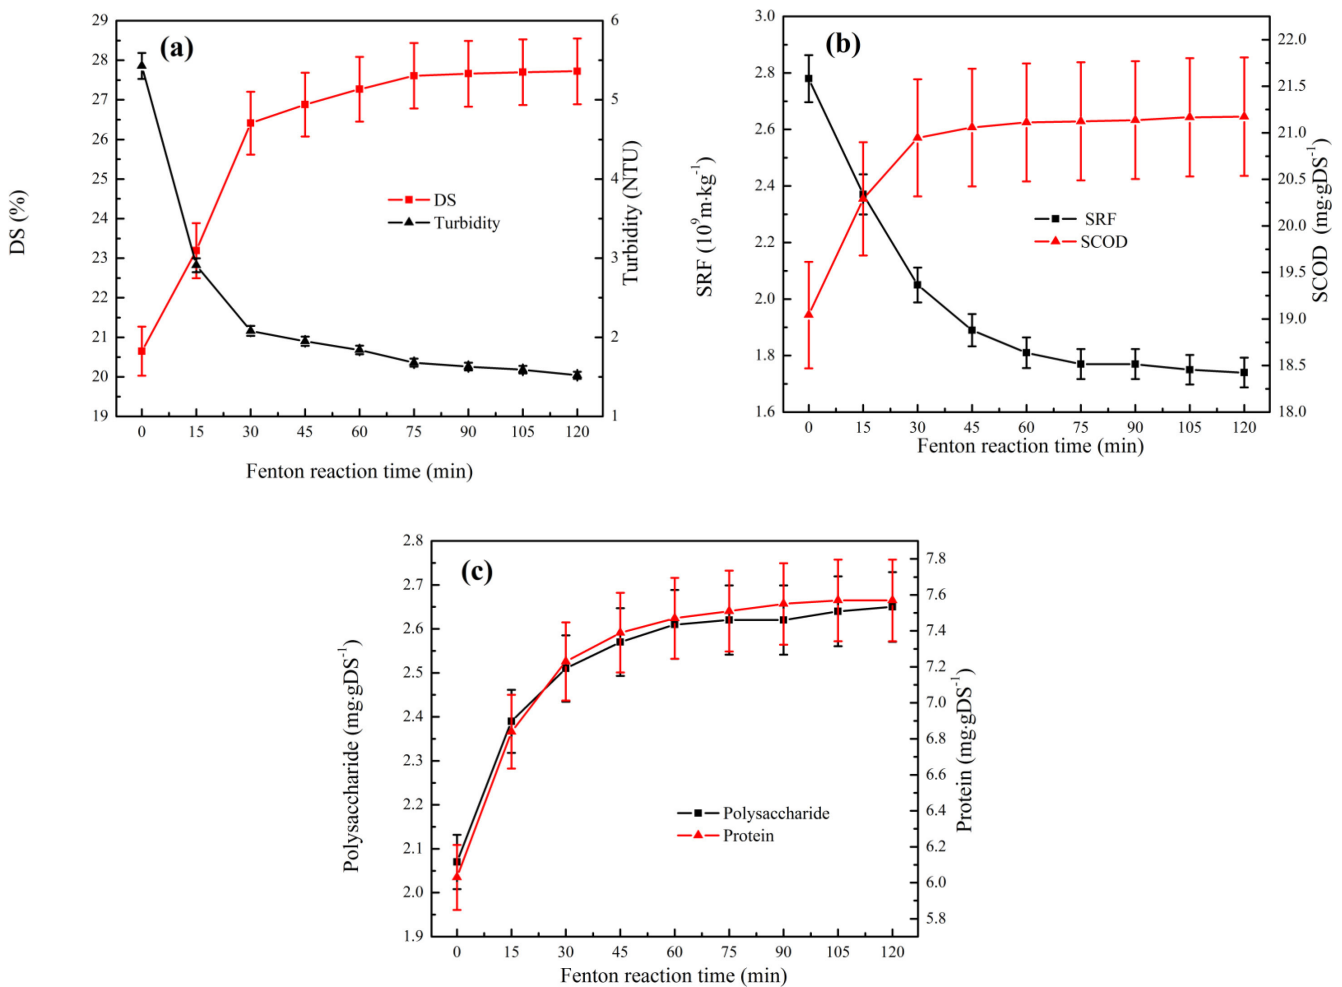 (a)
DS (%)
29
28
27
26
25
24
23
22
21
20
19
6
5
4
3
2
1
Turbidity (NTU)
DS
Turbidity
0 15 30 45 60 75 90 105 120
Fenton reaction time (min)
(b)
SRF (10⁹ m·kg⁻¹)
3.0
2.8
2.6
2.4
2.2
2.0
1.8
1.6
22.0
21.5
21.0
20.5
20.0
19.5
19.0
18.5
18.0
SCOD (mg·gDS⁻¹)
SRF
SCOD
0 15 30 45 60 75 90 105 120
Fenton reaction time (min)
(c)
Polysaccharide (mg·gDS⁻¹)
2.8
2.7
2.6
2.5
2.4
2.3
2.2
2.1
2.0
1.9
7.8
7.6
7.4
7.2
7.0
6.8
6.6
6.4
6.2
6.0
5.8
Protein (mg·gDS⁻¹)
Polysaccharide
Protein
0 15 30 45 60 75 90 105 120
Fenton reaction time (min)